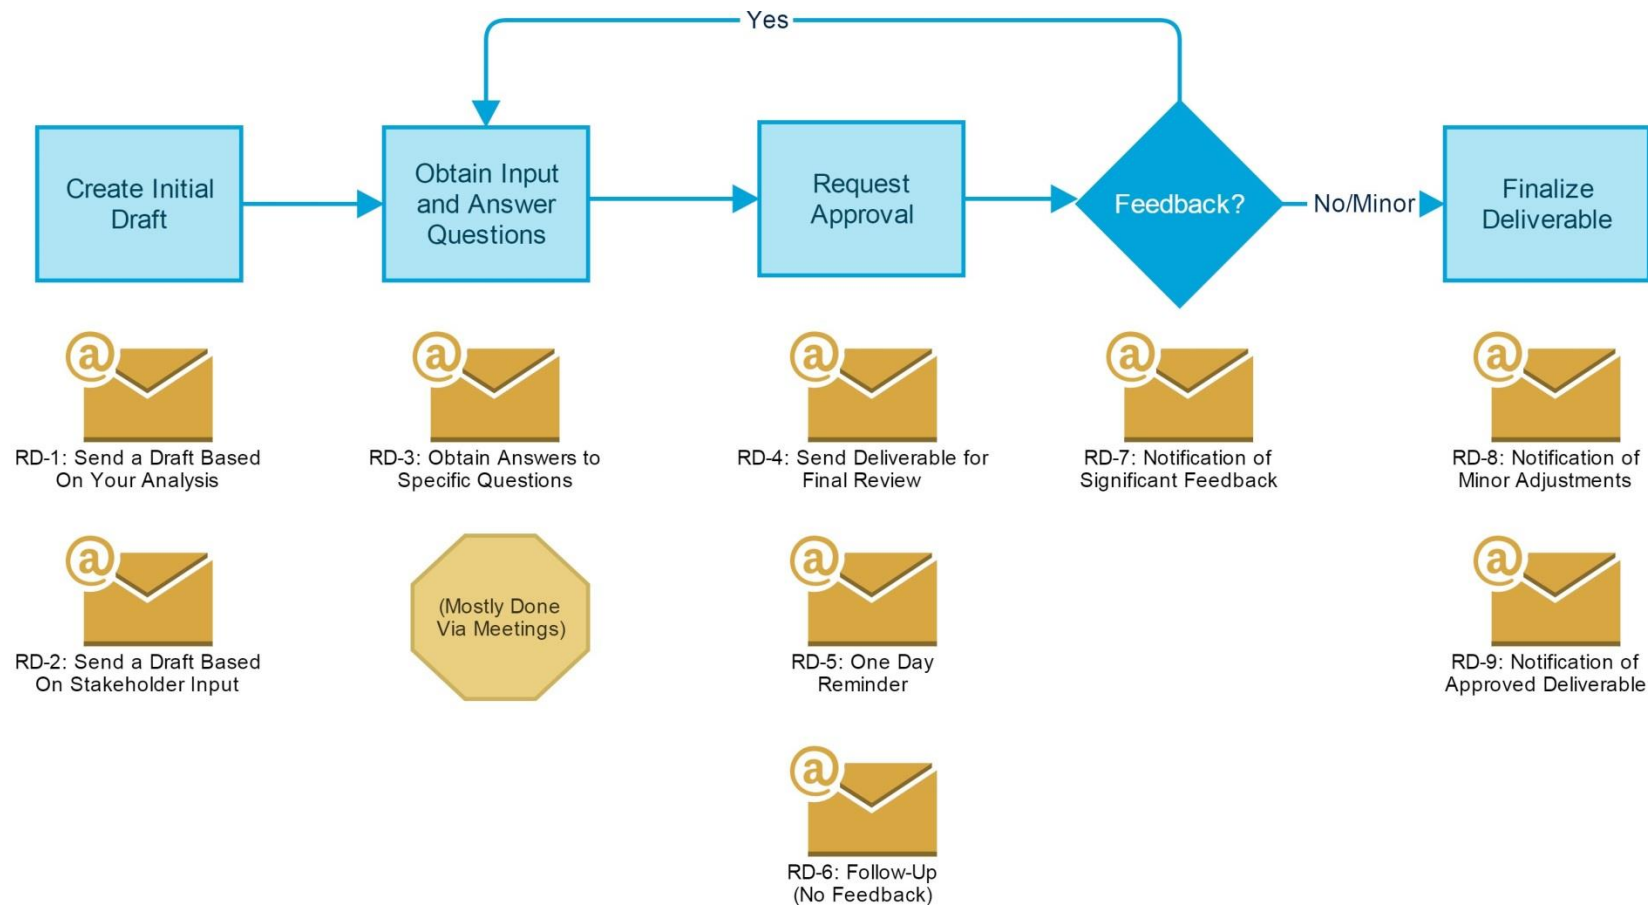 Yes
Create Initial
Draft
Obtain Input
and Answer
Questions
Request
Approval
Feedback?
No/Minor
Finalize
Deliverable
@
RD-1: Send a Draft Based
On Your Analysis
@
RD-3: Obtain Answers to
Specific Questions
@
RD-4: Send Deliverable for
Final Review
@
RD-7: Notification of
Significant Feedback
@
RD-8: Notification of
Minor Adjustments
@
RD-2: Send a Draft Based
On Stakeholder Input
(Mostly Done
Via Meetings)
@
RD-5: One Day
Reminder
@
RD-9: Notification of
Approved Deliverable
@
RD-6: Follow-Up
(No Feedback)